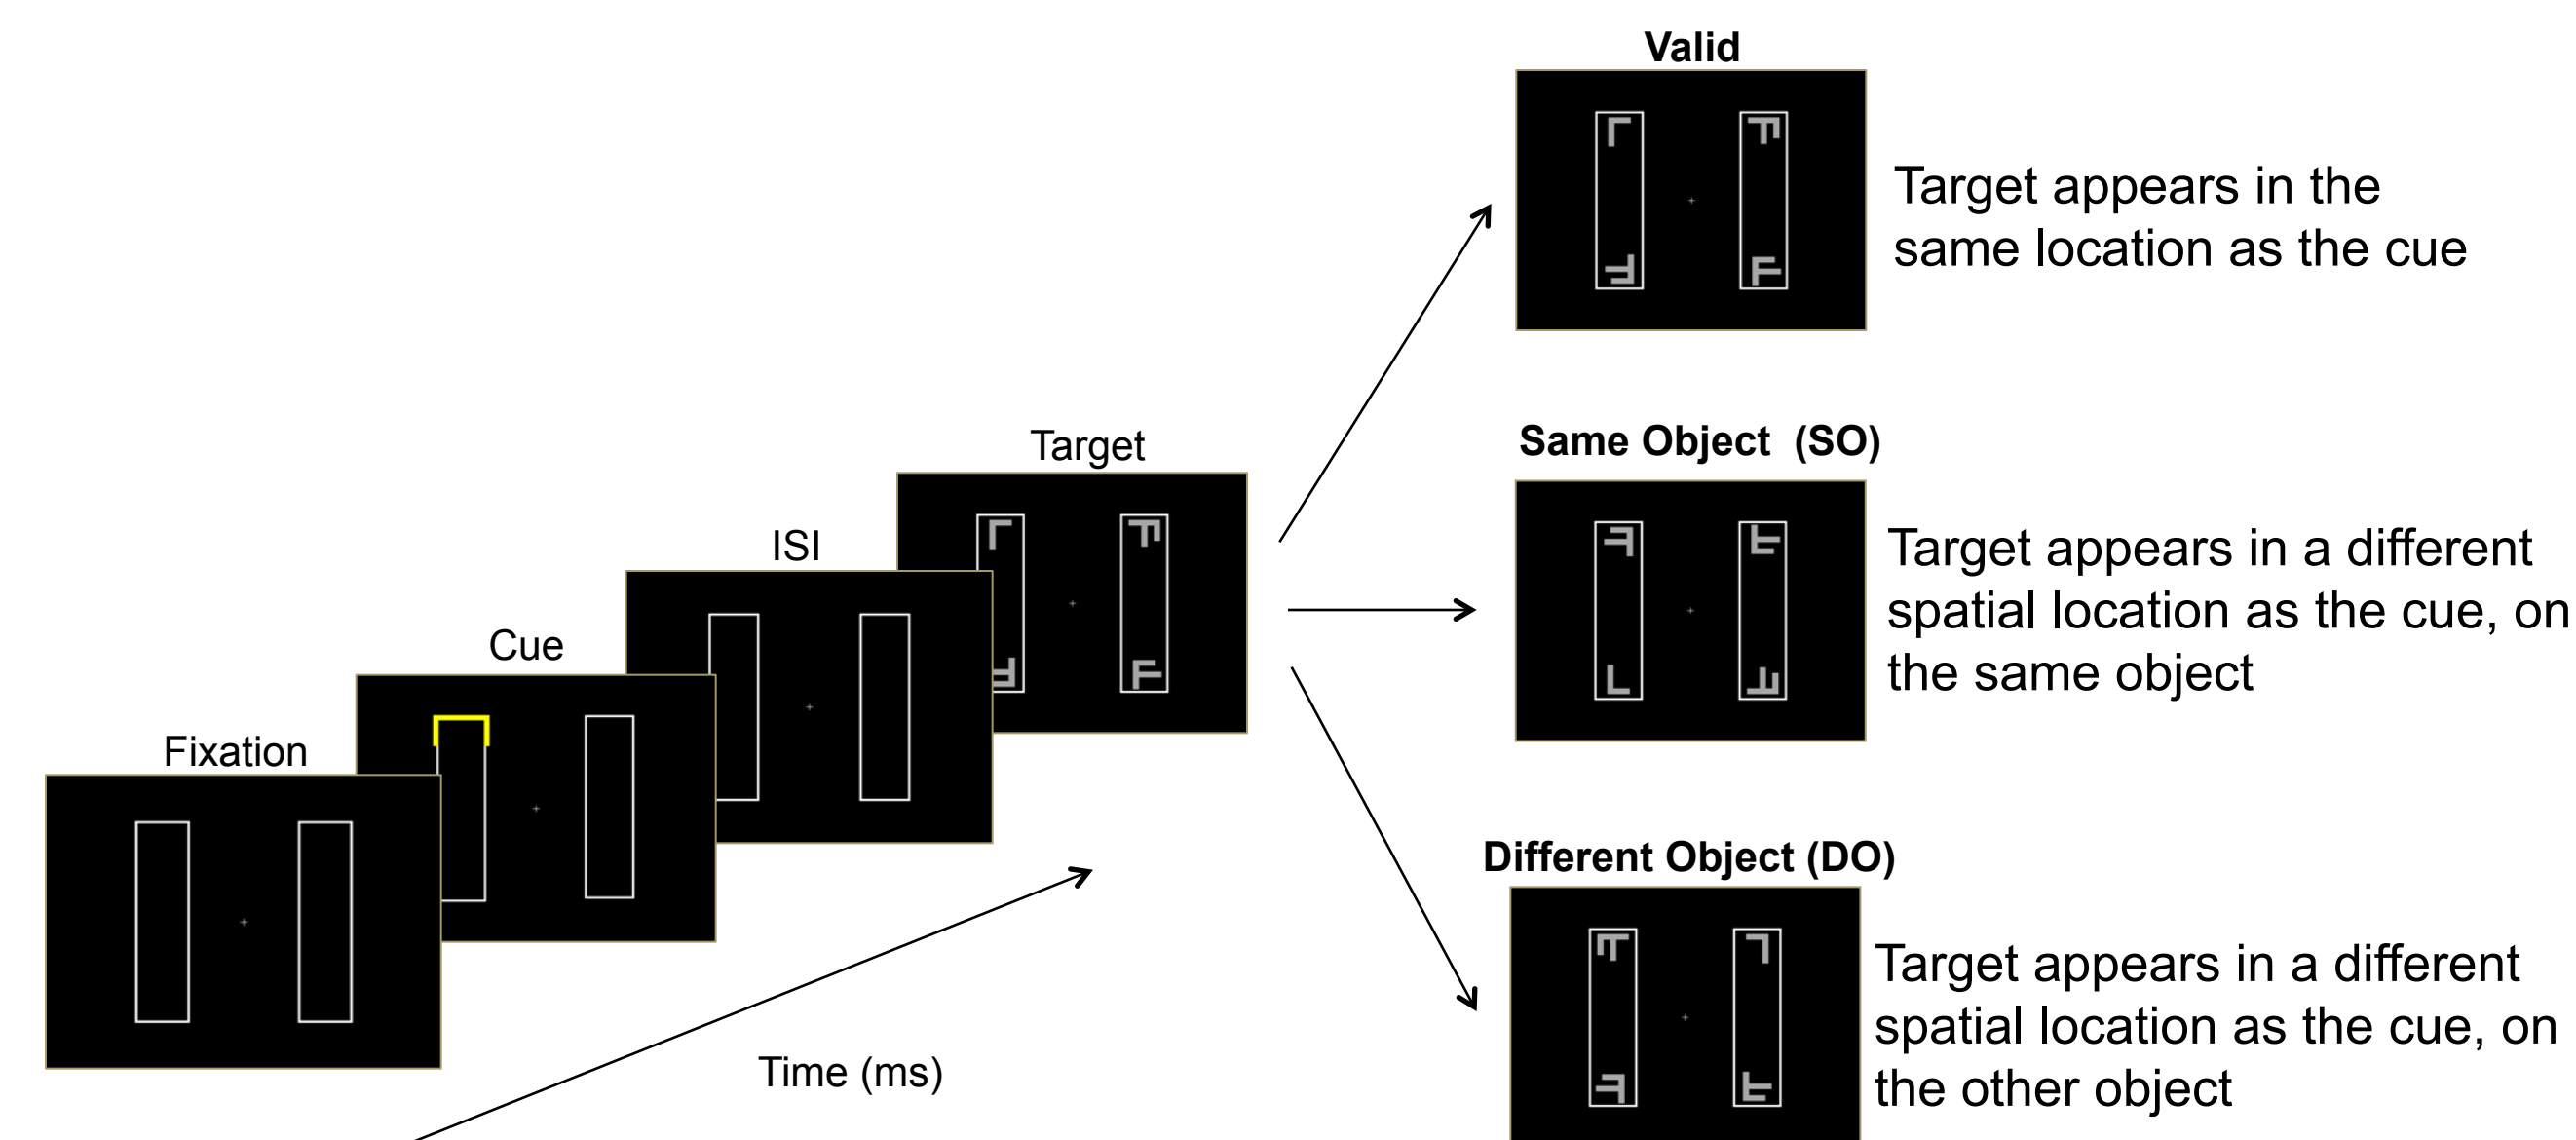 Valid
Target appears in the
same location as the cue
Same Object (SO)
Target appears in a different
spatial location as the cue, on
the same object
Different Object (DO)
Target appears in a different
spatial location as the cue, on
the other object
Fixation
Cue
ISI
Target
Time (ms)